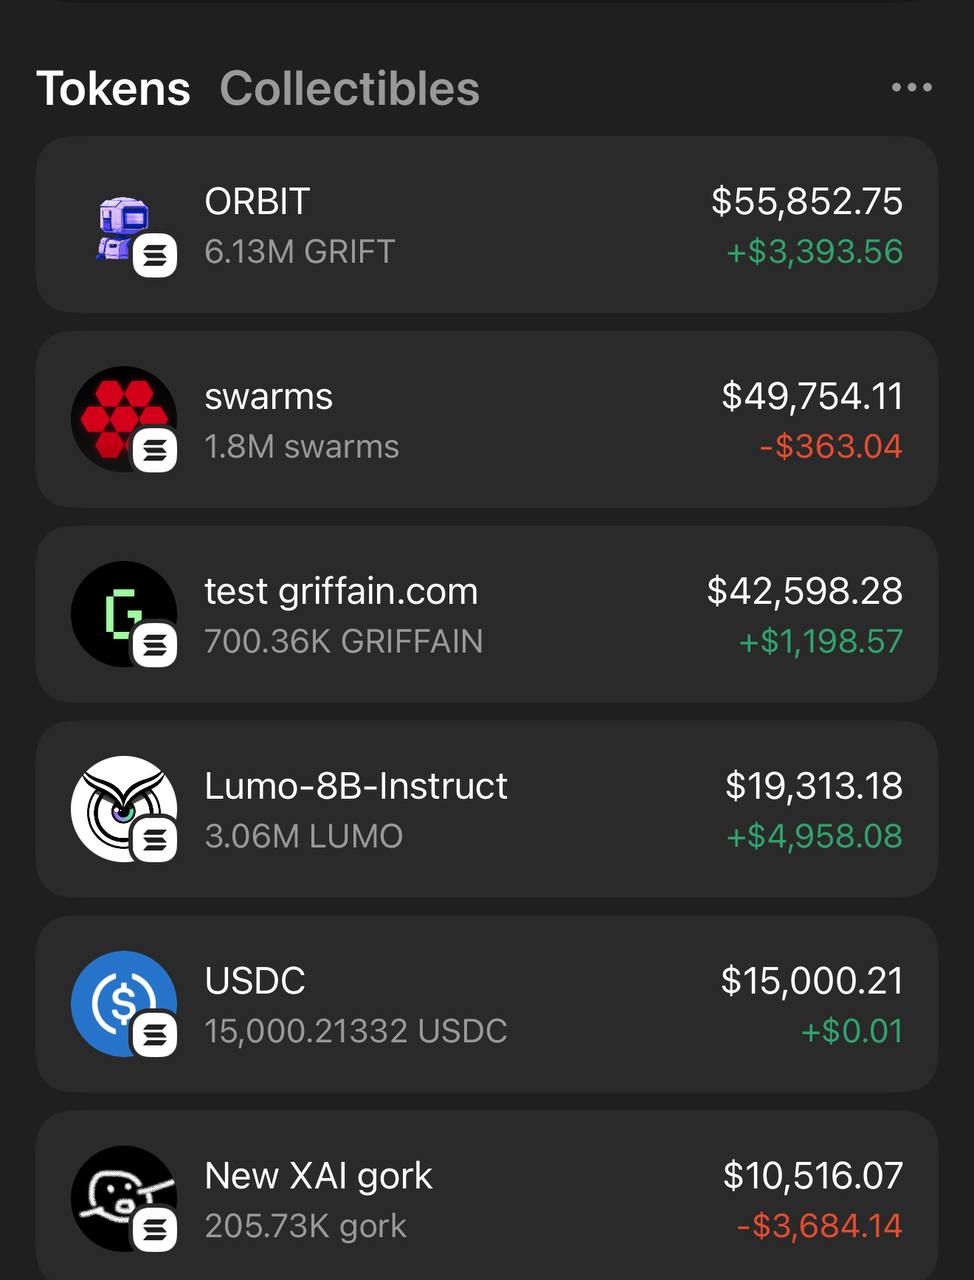 Tokens Collectibles
ORBIT $55,852.75
6.13M GRIFT +$3,393.56
swarms $49,754.11
1.8M swarms -$363.04
test griffain.com $42,598.28
700.36K GRIFFAIN +$1,198.57
Lumo-8B-Instruct $19,313.18
3.06M LUMO +$4,958.08
USDC $15,000.21
15,000.21332 USDC +$0.01
New XAI gork $10,516.07
205.73K gork -$3,684.14